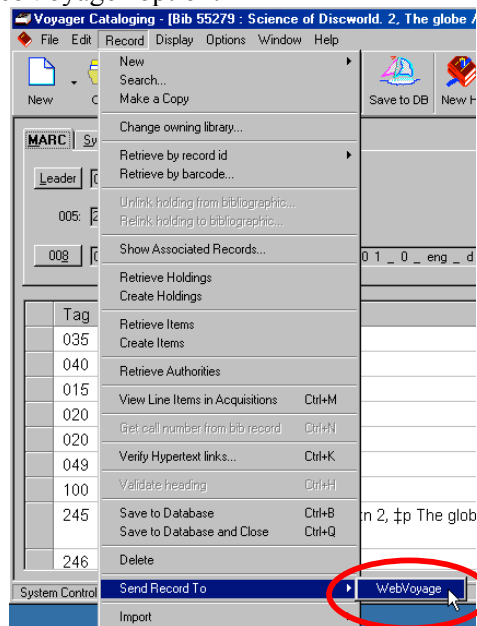 Voyager Cataloging - [Bib 55279 : Science of Discworld. 2, The globe
File Edit Record Display Options Window Help
New
Search...
Make a Copy
New
Save to DB New H
Change owning library...
MARC Sy
Retrieve by record id
Retrieve by barcode...
Leader
Unlink holding from bibliographic...
Relink holding to bibliographic...
005: 2
Show Associated Records...
008
0 1 _ 0 _ eng _ d
Retrieve Holdings
Create Holdings
Tag
Retrieve Items
035
Create Items
040
Retrieve Authorities
015
View Line Items in Acquisitions Ctrl+M
020
Get call number from bib record Ctrl+N
020
Verify Hypertext links... Ctrl+K
049
Validate heading Ctrl+H
100
245
Save to Database Ctrl+B
n 2, ‡p The glob
Save to Database and Close Ctrl+Q
246
Delete
System Control
Send Record To
WebVoyage
Import